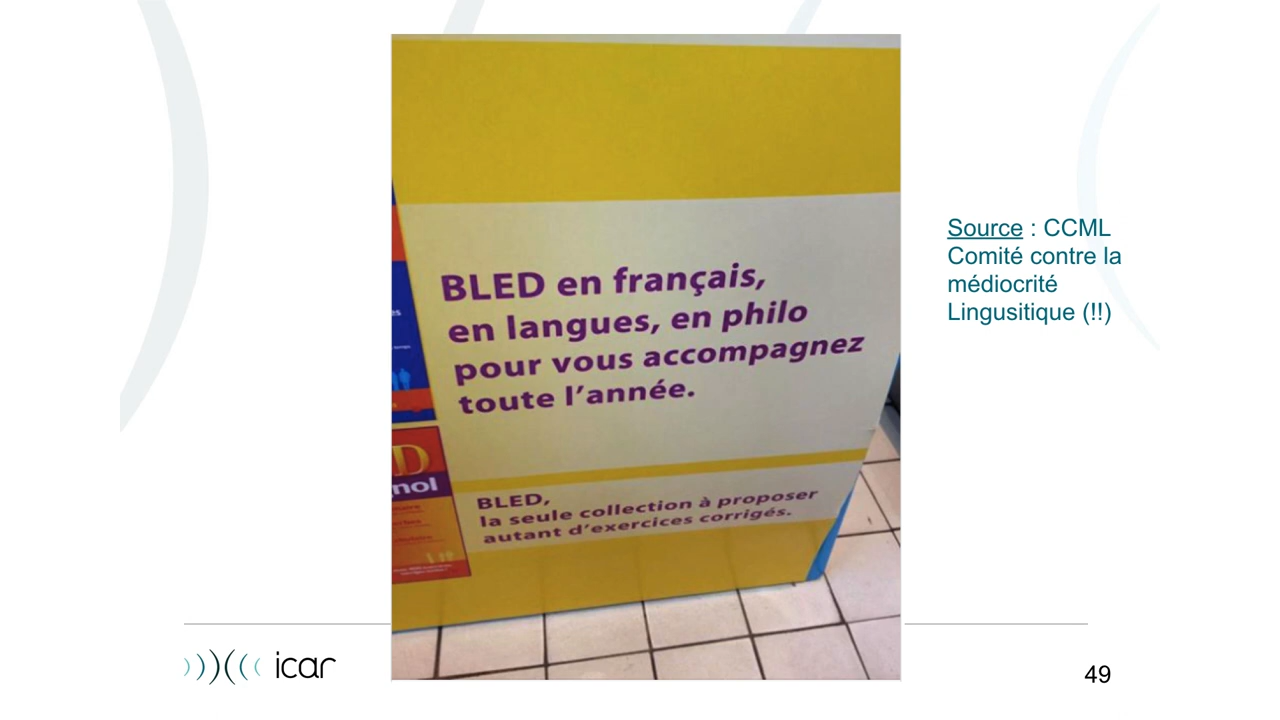 BLED en français,
en langues, en philo
pour vous accompagnez
toute l'année.
BLED,
la seule collection à proposer
autant d'exercices corrigés.
D
nol
Source : CCML
Comité contre la
médiocrité
Lingusitique (!!)
icar
49